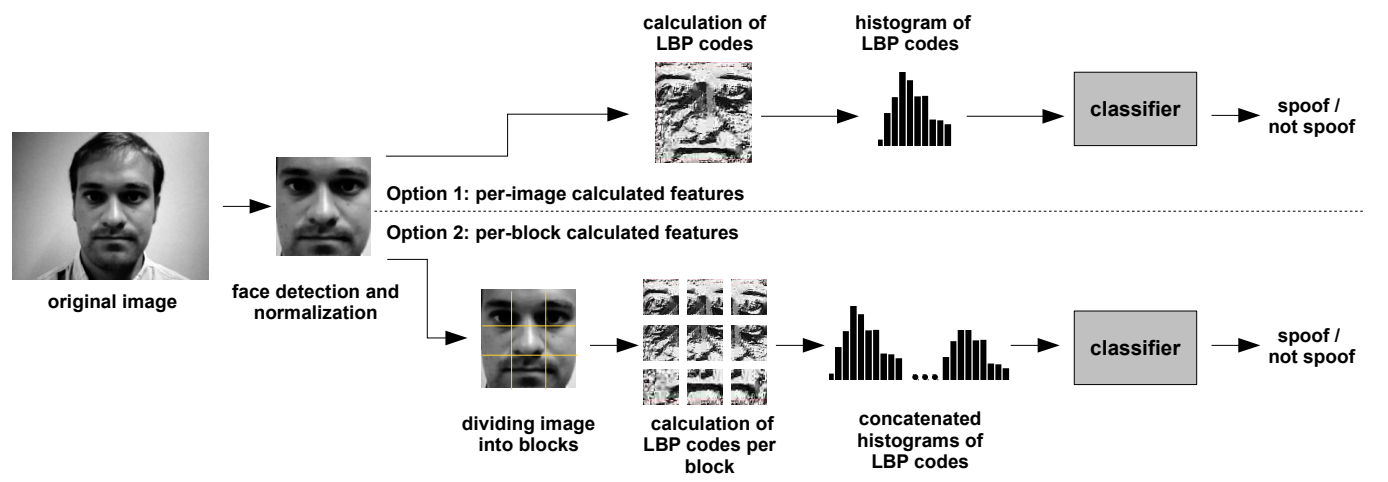 calculation of
LBP codes
histogram of
LBP codes
classifier
spoof /
not spoof
original image
face detection and
normalization
Option 1: per-image calculated features
Option 2: per-block calculated features
dividing image
into blocks
calculation of
LBP codes per
block
concatenated
histograms of
LBP codes
classifier
spoof /
not spoof